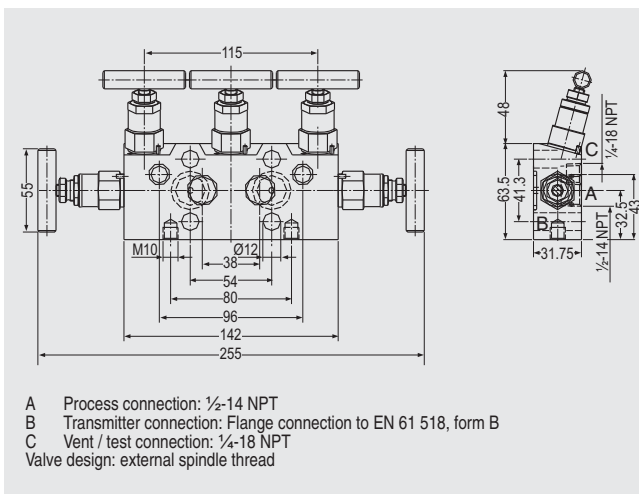 115
55
M10
Ø12
38
54
80
96
142
255
48
63.5
41.3
¼-18 NPT
C
A
B
32.5
43
½-14 NPT
31.75
A Process connection: ½-14 NPT
B Transmitter connection: Flange connection to EN 61 518, form B
C Vent / test connection: ¼-18 NPT
Valve design: external spindle thread